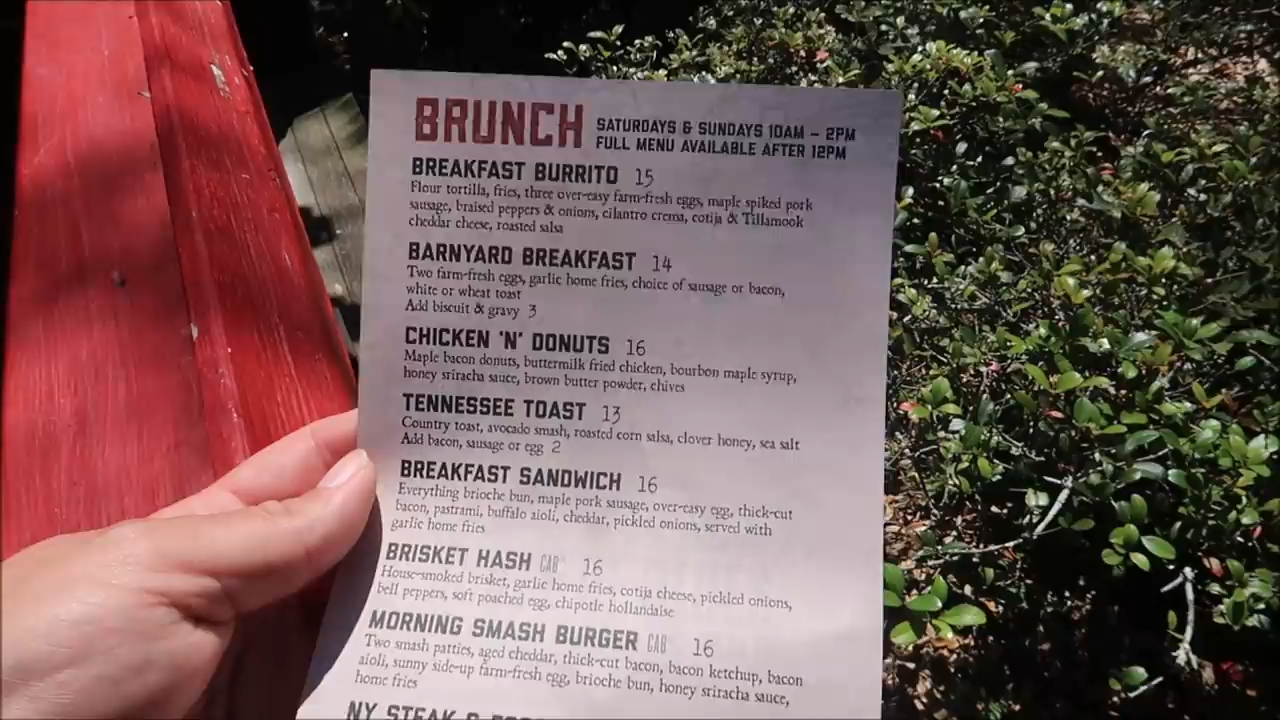 BRUNCH
SATURDAYS & SUNDAYS 10AM – 2PM
FULL MENU AVAILABLE AFTER 12PM
BREAKFAST BURRITO 15
Flour tortilla, fries, three over-easy farm-fresh eggs, maple spiked pork
sausage, braised peppers & onions, cilantro crema, cotija & Tillamook
cheddar cheese, roasted salsa
BARNYARD BREAKFAST 14
Two farm-fresh eggs, garlic home fries, choice of sausage or bacon,
white or wheat toast
Add biscuit & gravy 3
CHICKEN 'N' DONUTS 16
Maple bacon donuts, buttermilk fried chicken, bourbon maple syrup,
honey sriracha sauce, brown butter powder, chives
TENNESSEE TOAST 13
Country toast, avocado smash, roasted corn salsa, clover honey, sea salt
Add bacon, sausage or egg 2
BREAKFAST SANDWICH 16
Everything brioche bun, maple pork sausage, over-easy egg, thick-cut
bacon, pastrami, buffalo aioli, cheddar, pickled onions, served with
garlic home fries
BRISKET HASH CAB 16
House-smoked brisket, garlic home fries, cotija cheese, pickled onions,
bell peppers, soft poached egg, chipotle hollandaise
MORNING SMASH BURGER CAB 16
Two smash patties, aged cheddar, thick-cut bacon, bacon ketchup, bacon
aioli, sunny side-up farm-fresh egg, brioche bun, honey sriracha sauce,
home fries
NY STEAK &